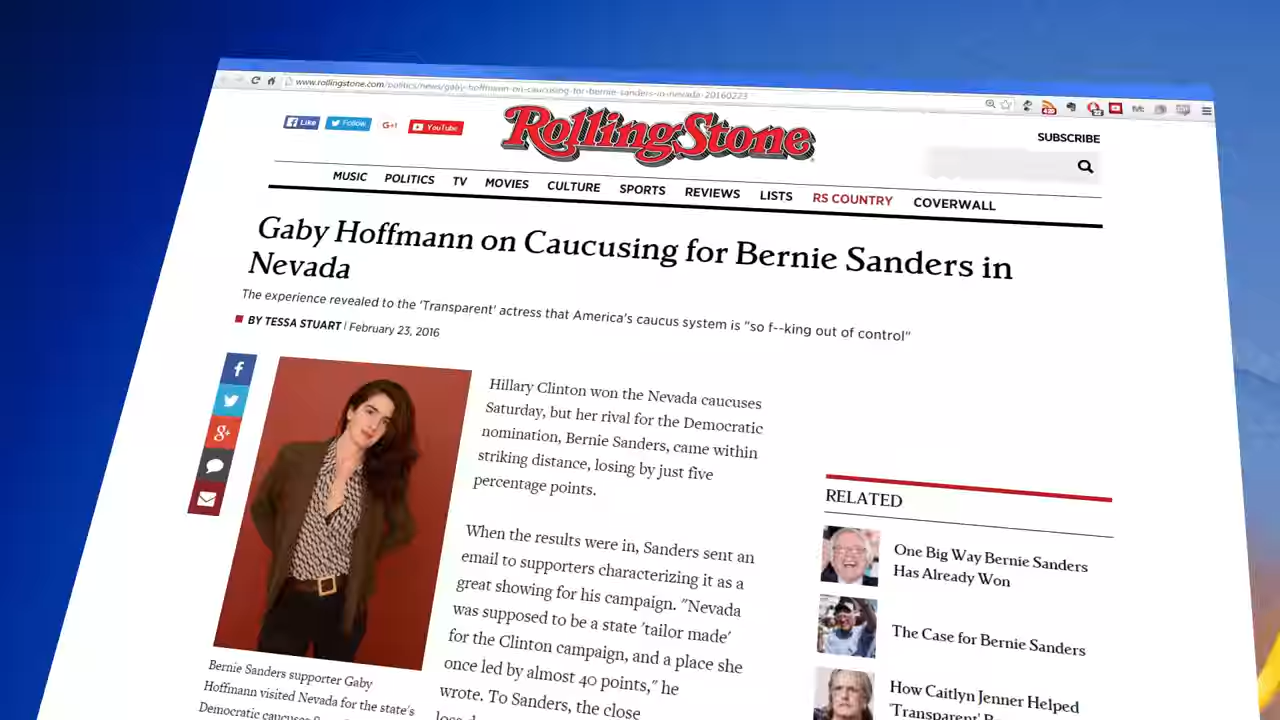 www.rollingstone.com/politics/news/gaby-hoffmann-on-caucusing-for-bernie-sanders-in-nevada-20160223
Like
Follow
G+1
YouTube
RollingStone
SUBSCRIBE
MUSIC POLITICS TV MOVIES CULTURE SPORTS REVIEWS LISTS RS COUNTRY COVERWALL
Gaby Hoffmann on Caucusing for Bernie Sanders in
Nevada
The experience revealed to the 'Transparent' actress that America's caucus system is "so f--king out of control"
BY TESSA STUART | February 23, 2016
Hillary Clinton won the Nevada caucuses
Saturday, but her rival for the Democratic
nomination, Bernie Sanders, came within
striking distance, losing by just five
percentage points.
When the results were in, Sanders sent an
email to supporters characterizing it as a
great showing for his campaign. "Nevada
was supposed to be a state 'tailor made'
for the Clinton campaign, and a place she
once led by almost 40 points," he
wrote. To Sanders, the close
Bernie Sanders supporter Gaby
Hoffmann visited Nevada for the state's
Democratic
RELATED
One Big Way Bernie Sanders
Has Already Won
The Case for Bernie Sanders
How Caitlyn Jenner Helped
'Transparent'